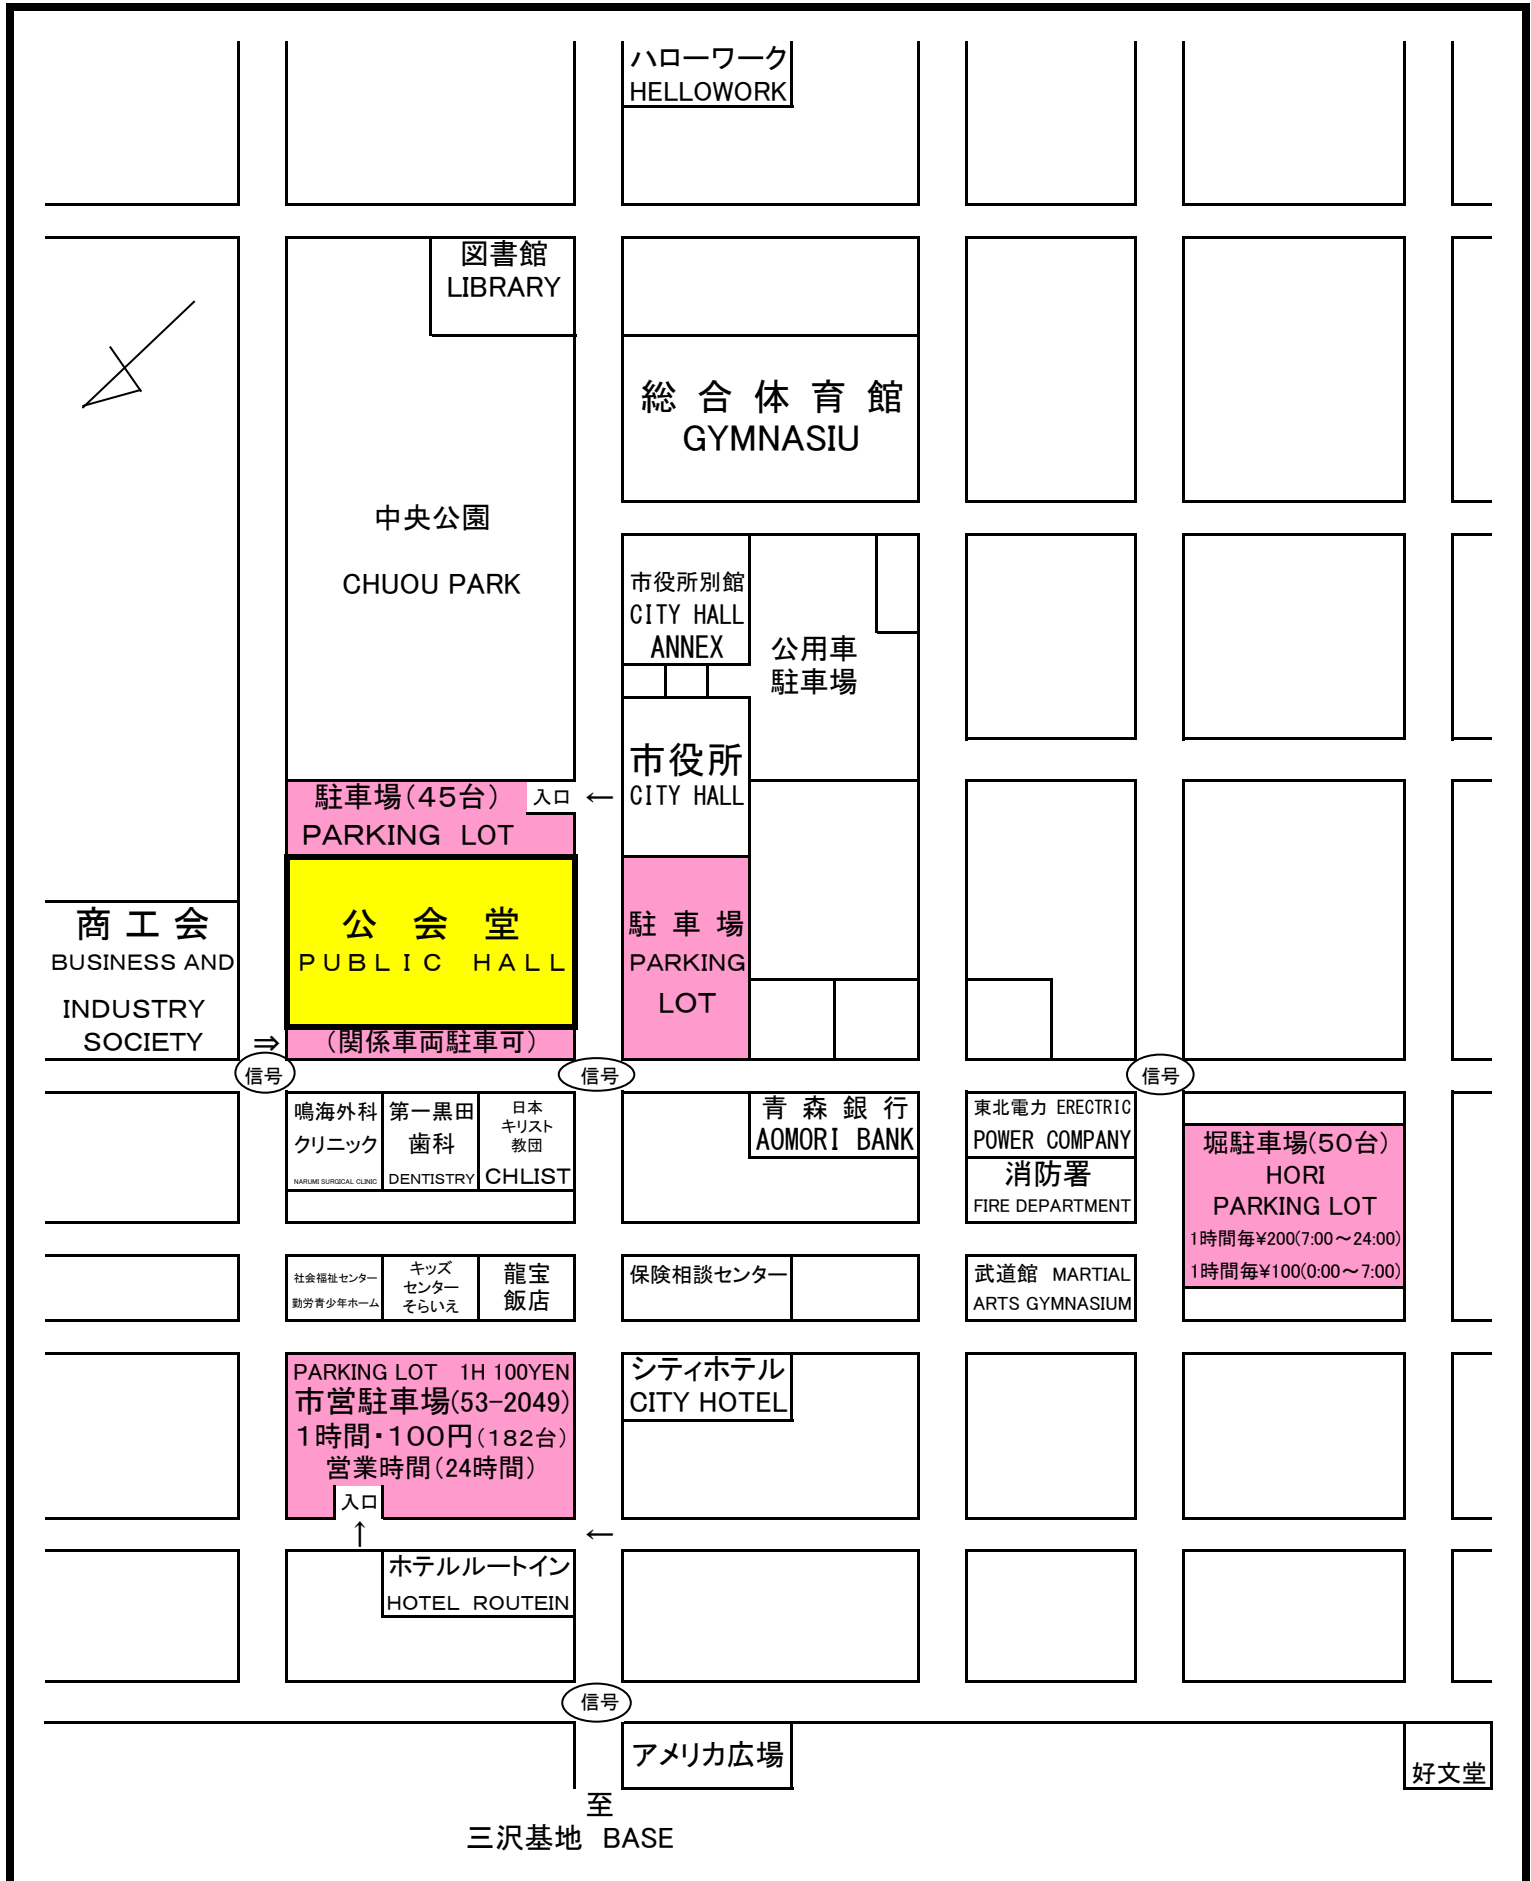 ハローワーク
HELLOWORK
図書館
LIBRARY
総合体育館
GYMNASIU
中央公園
CHUOU PARK
市役所別館
CITY HALL
ANNEX
公用車
駐車場
市役所
CITY HALL
駐車場(45台)
PARKING LOT
入口 ←
公会堂
PUBLIC HALL
(関係車両駐車可)
駐車場
PARKING
LOT
商工会
BUSINESS AND
INDUSTRY
SOCIETY
⇒
信号
信号
信号
鳴海外科
クリニック
NARUMI SURGICAL CLINIC
第一黒田
歯科
DENTISTRY
日本
キリスト
教団
CHLIST
青森銀行
AOMORI BANK
東北電力 ERECTRIC
POWER COMPANY
消防署
FIRE DEPARTMENT
堀駐車場(50台)
HORI
PARKING LOT
1時間毎¥200(7:00～24:00)
1時間毎¥100(0:00～7:00)
社会福祉センター
勤労青少年ホーム
キッズ
センター
そらいえ
龍宝
飯店
保険相談センター
武道館 MARTIAL
ARTS GYMNASIUM
PARKING LOT 1H 100YEN
市営駐車場(53-2049)
1時間・100円(182台)
営業時間(24時間)
入口
↑
←
シティホテル
CITY HOTEL
ホテルルートイン
HOTEL ROUTEIN
信号
アメリカ広場
好文堂
至
三沢基地 BASE